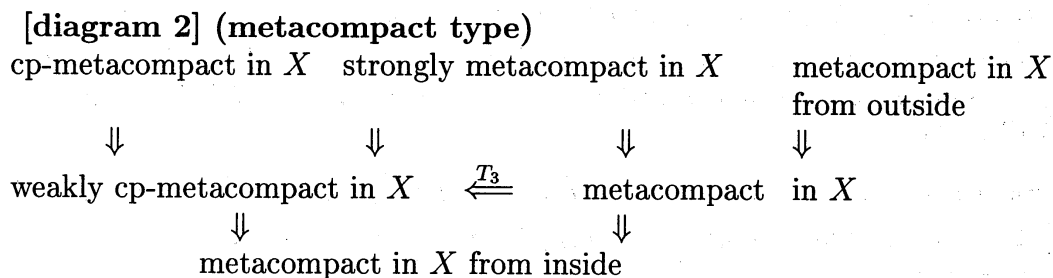 [diagram 2] (metacompact type)
cp-metacompact in X strongly metacompact in X metacompact in X
from outside
⇓ ⇓ ⇓ ⇓
weakly cp-metacompact in X ⟸ T₃ metacompact in X
⇓ ⇓
metacompact in X from inside